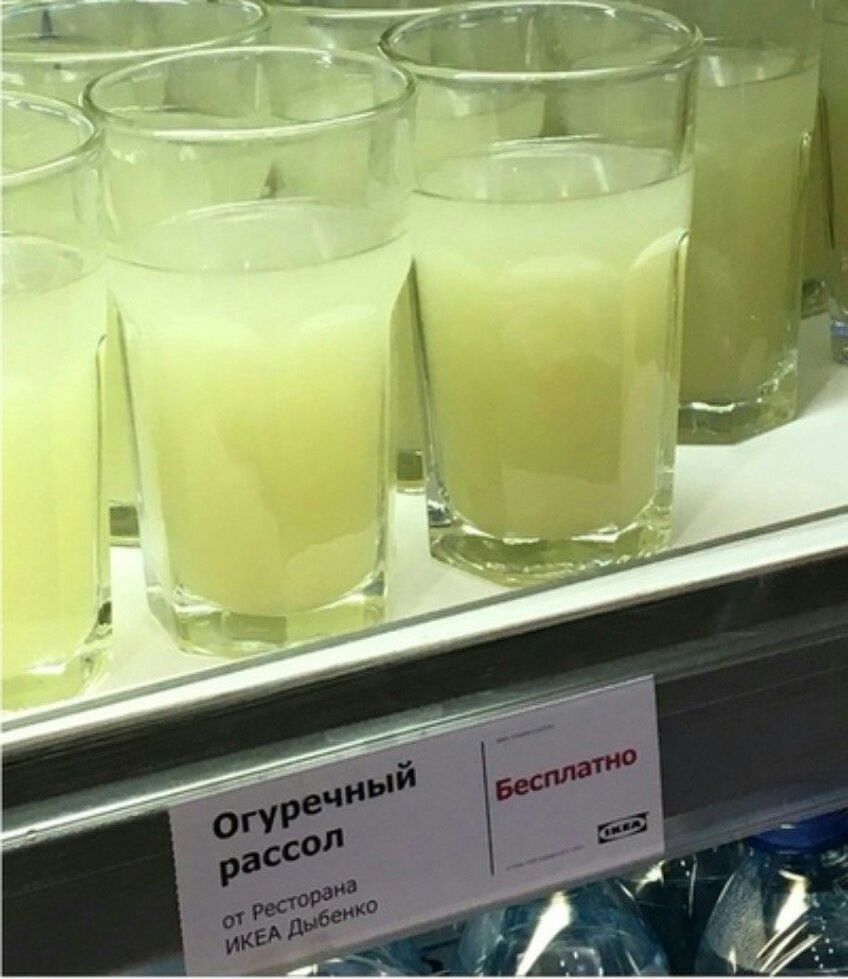 Огуречный
рассол
от Ресторана
ИКЕА Дыбенко
Бесплатно
IKEA